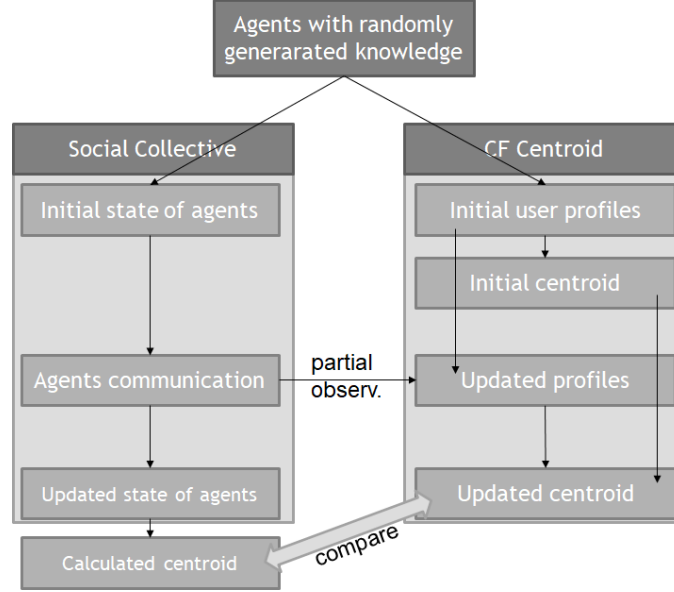 Agents with randomly
generarated knowledge
Social Collective
CF Centroid
Initial state of agents
Initial user profiles
Initial centroid
Agents communication
partial
observ.
Updated profiles
Updated state of agents
Updated centroid
compare
Calculated centroid